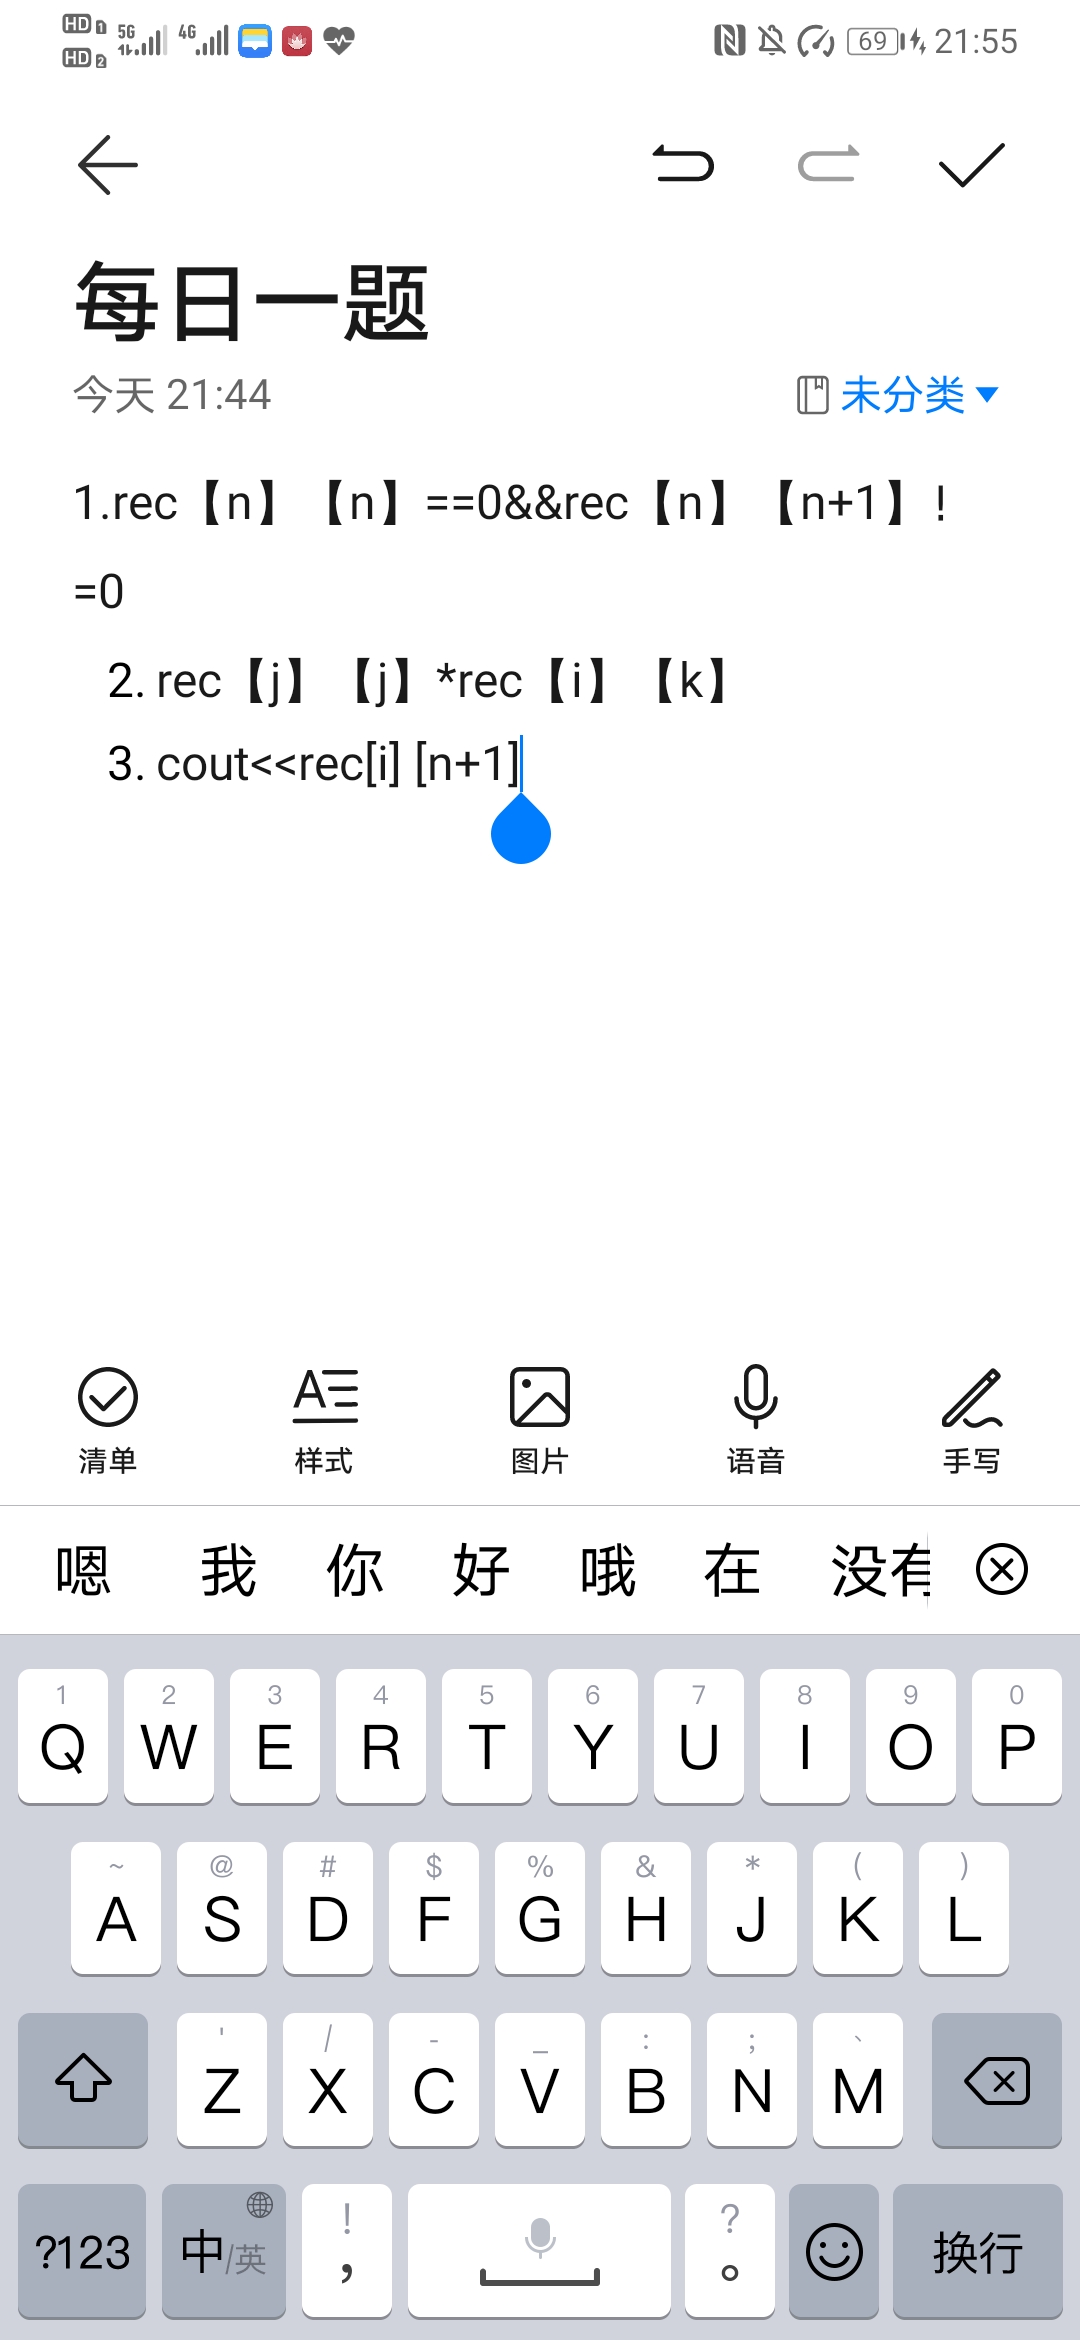 HD 1 5G 4G 69 21:55
HD 2
每日一题
今天 21:44 未分类
1.rec【n】【n】==0&&rec【n】【n+1】!
=0
2. rec【j】【j】*rec【i】【k】
3. cout<<rec[i] [n+1]
清单 样式 图片 语音 手写
嗯 我 你 好 哦 在 没有
1 2 3 4 5 6 7 8 9 0
Q W E R T Y U I O P
~ @ # $ % & * ( )
A S D F G H J K L
' / - _ : ; 、
Z X C V B N M
! ?
?123 中/英 , 。 换行